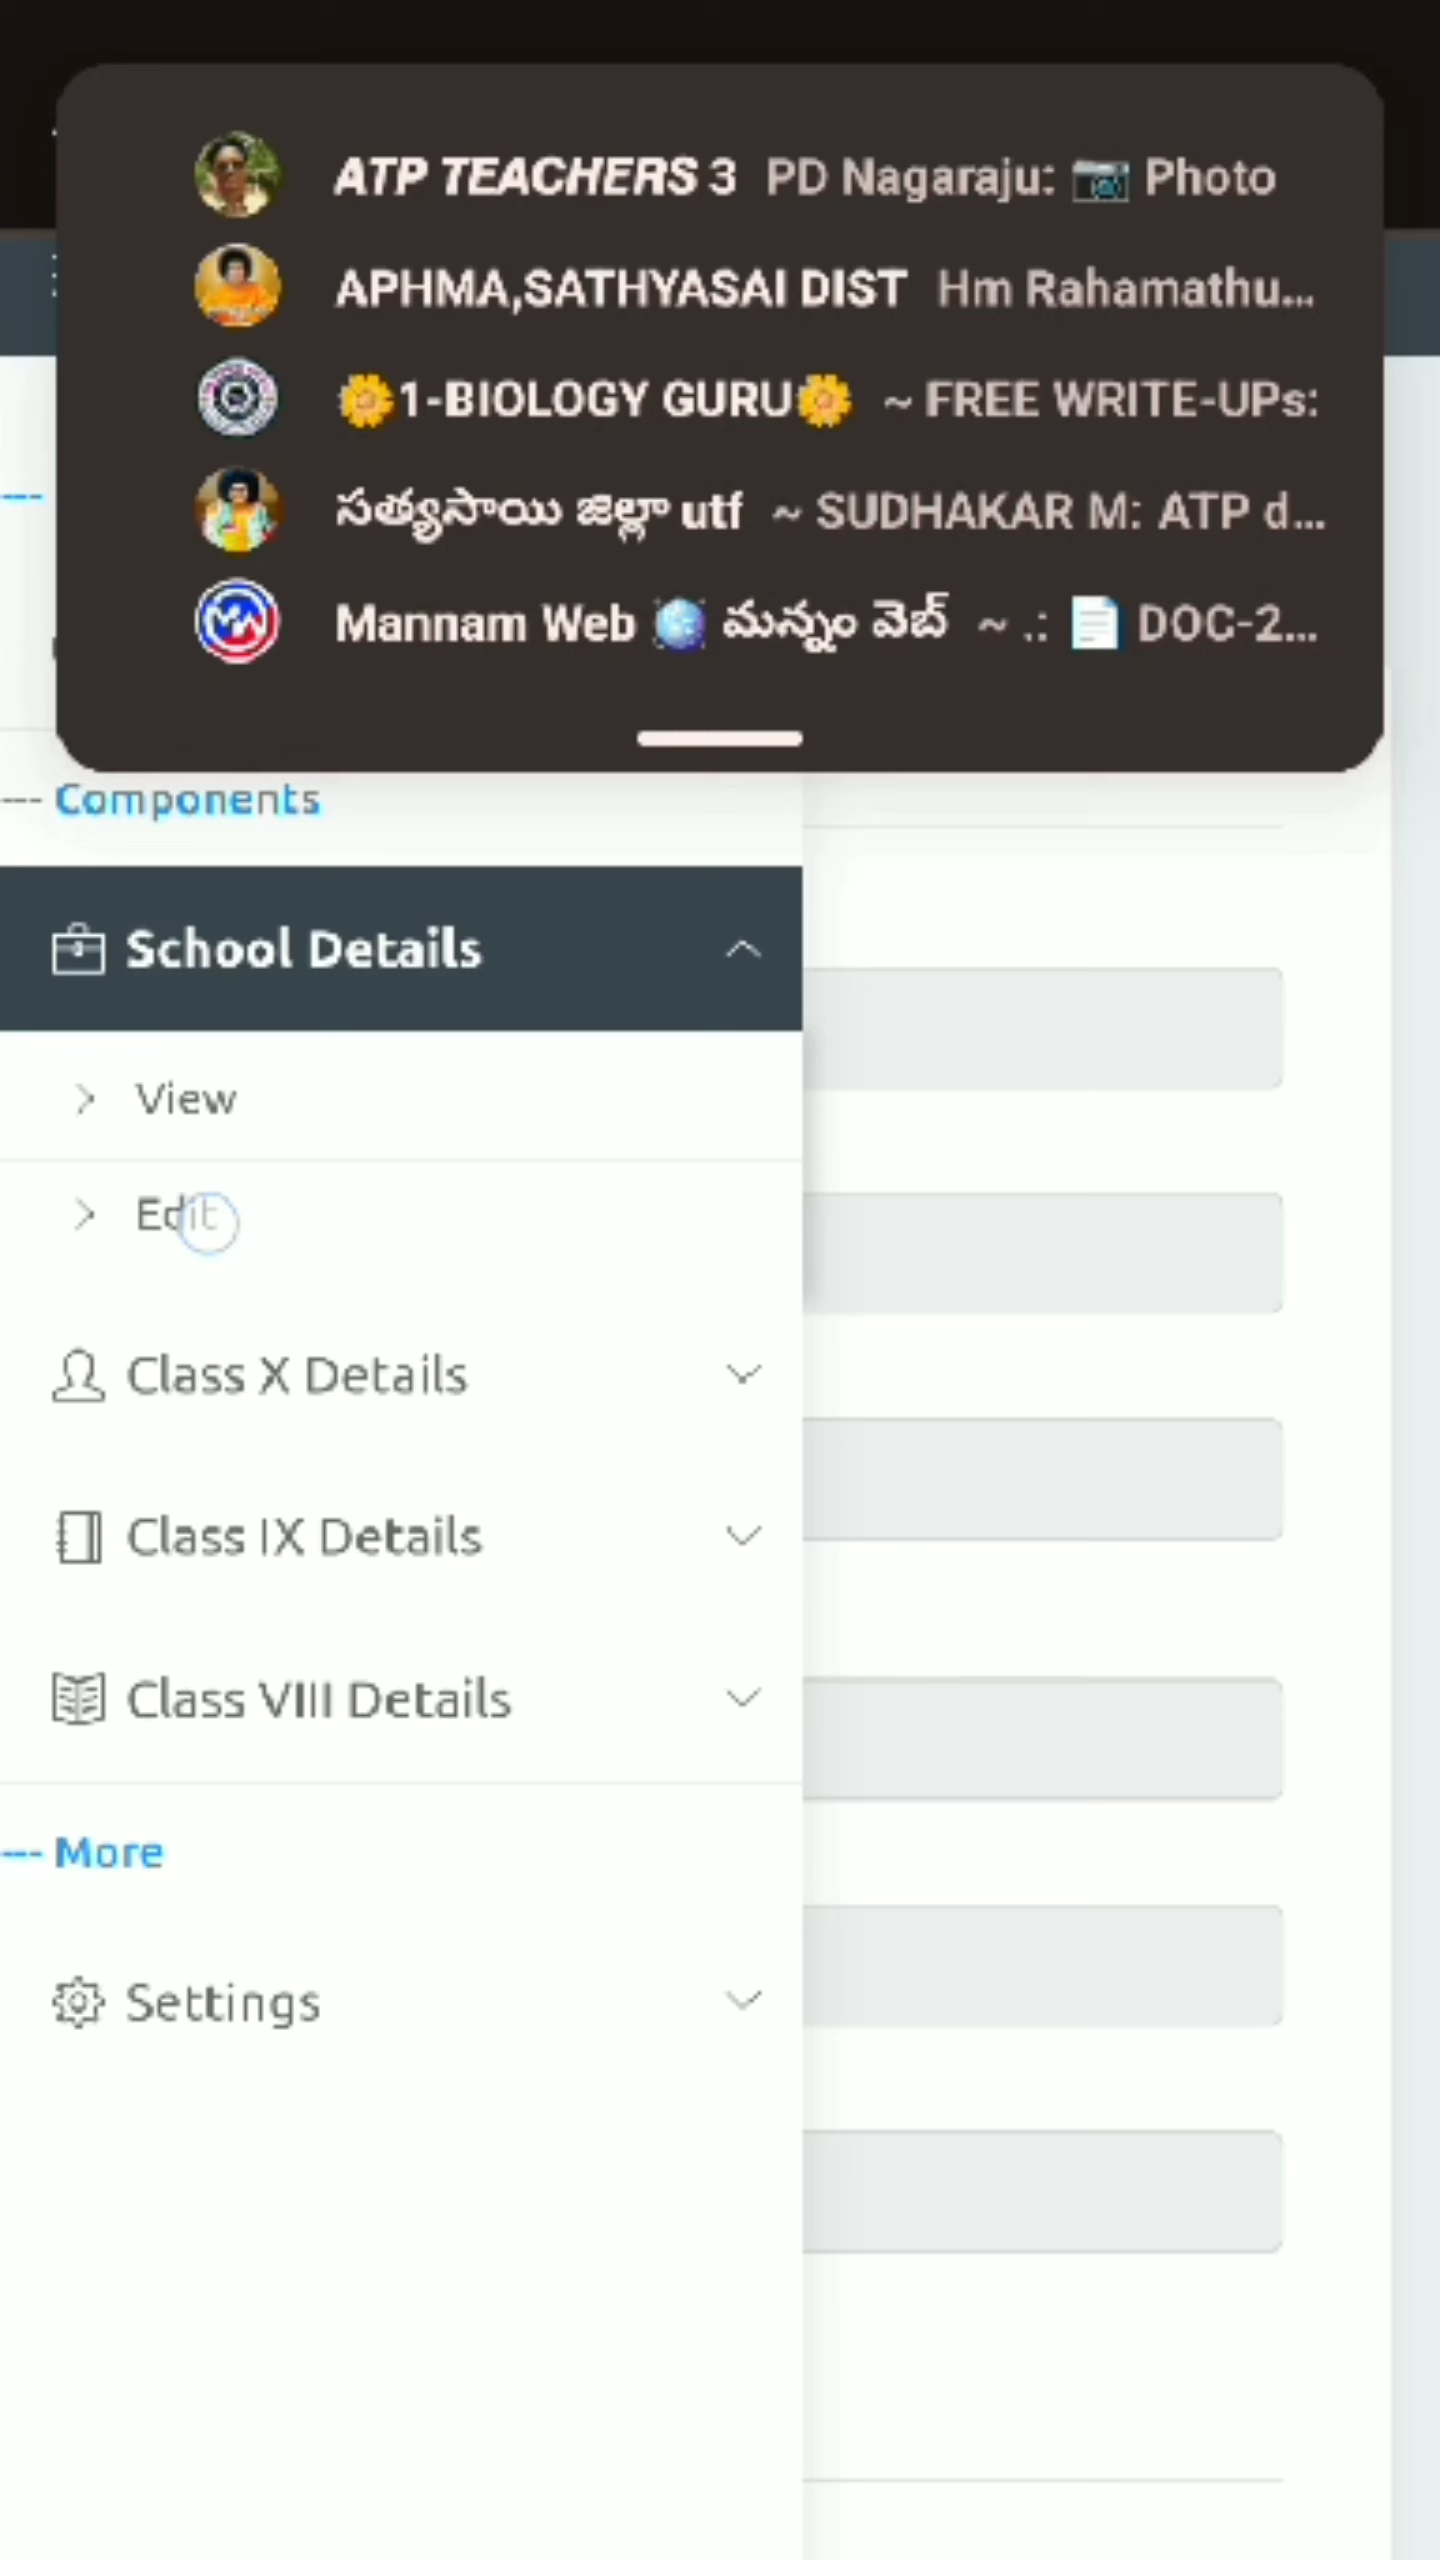 ATP TEACHERS 3 PD Nagaraju: 📷 Photo
APHMA,SATHYASAI DIST Hm Rahamathu...
🌼1-BIOLOGY GURU🌼 ~ FREE WRITE-UPs:
సత్యసాయి జిల్లా utf ~ SUDHAKAR M: ATP d...
Mannam Web 🪩 మన్నం వెబ్ ~ .: 📄 DOC-2...
--- Components
School Details
View
Edit
Class X Details
Class IX Details
Class VIII Details
--- More
Settings